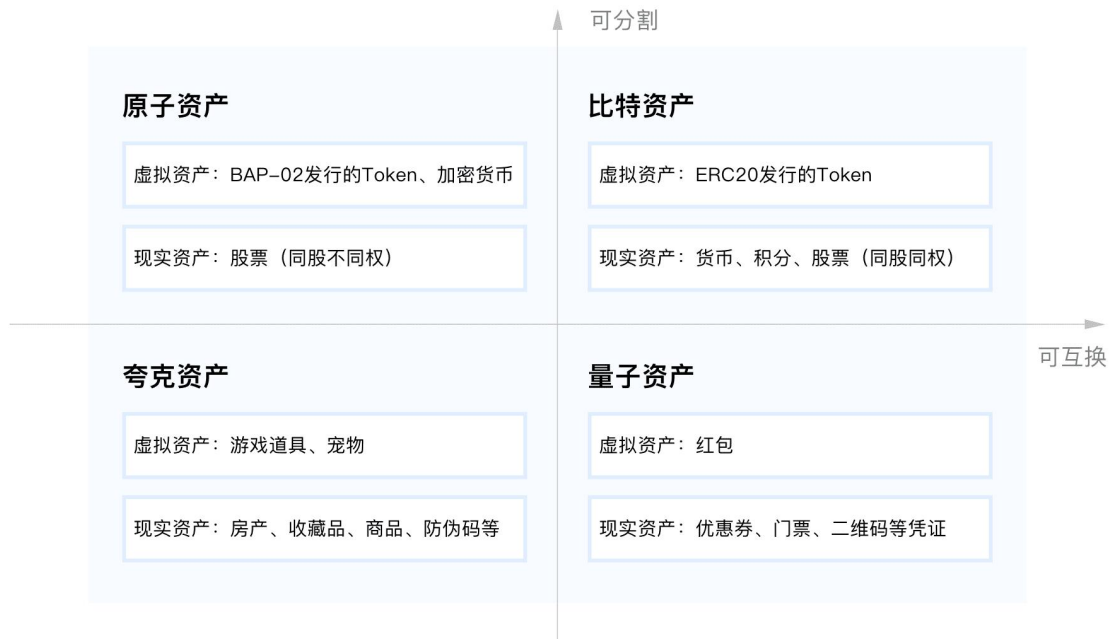 可分割
原子资产
虚拟资产：BAP-02发行的Token、加密货币
现实资产：股票（同股不同权）
比特资产
虚拟资产：ERC20发行的Token
现实资产：货币、积分、股票（同股同权）
可互换
夸克资产
虚拟资产：游戏道具、宠物
现实资产：房产、收藏品、商品、防伪码等
量子资产
虚拟资产：红包
现实资产：优惠券、门票、二维码等凭证